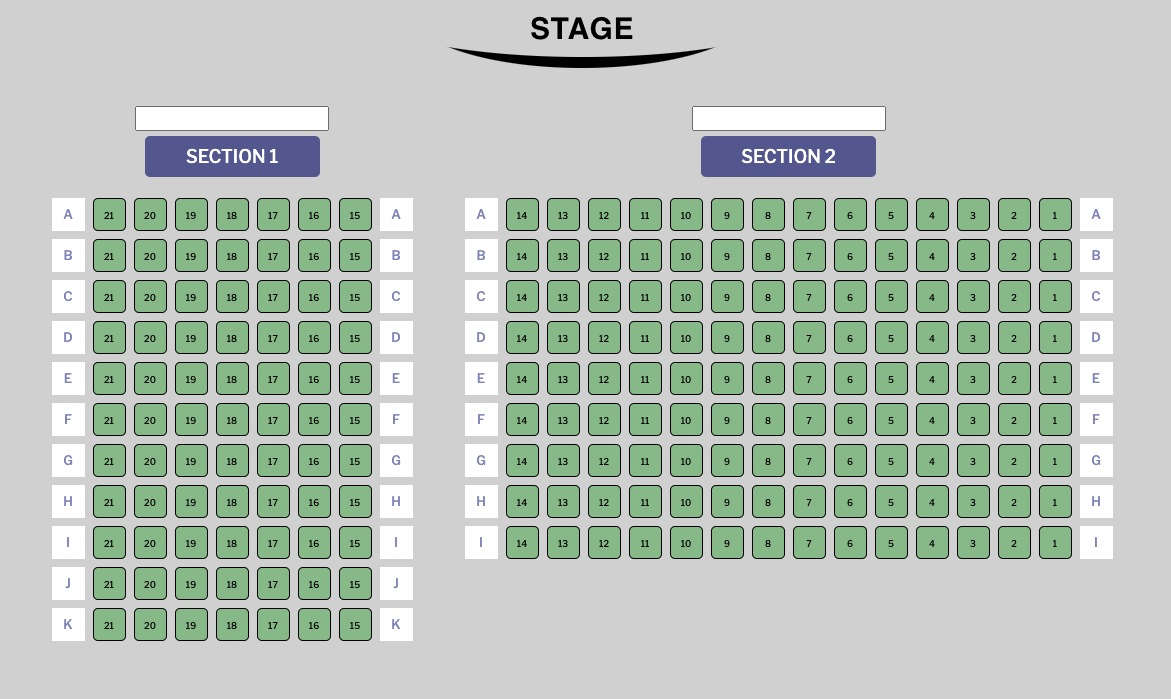 STAGE
SECTION 1 SECTION 2
A 21 20 19 18 17 16 15 A A 14 13 12 11 10 9 8 7 6 5 4 3 2 1 A
B 21 20 19 18 17 16 15 B B 14 13 12 11 10 9 8 7 6 5 4 3 2 1 B
C 21 20 19 18 17 16 15 C C 14 13 12 11 10 9 8 7 6 5 4 3 2 1 C
D 21 20 19 18 17 16 15 D D 14 13 12 11 10 9 8 7 6 5 4 3 2 1 D
E 21 20 19 18 17 16 15 E E 14 13 12 11 10 9 8 7 6 5 4 3 2 1 E
F 21 20 19 18 17 16 15 F F 14 13 12 11 10 9 8 7 6 5 4 3 2 1 F
G 21 20 19 18 17 16 15 G G 14 13 12 11 10 9 8 7 6 5 4 3 2 1 G
H 21 20 19 18 17 16 15 H H 14 13 12 11 10 9 8 7 6 5 4 3 2 1 H
I 21 20 19 18 17 16 15 I I 14 13 12 11 10 9 8 7 6 5 4 3 2 1 I
J 21 20 19 18 17 16 15 J
K 21 20 19 18 17 16 15 K